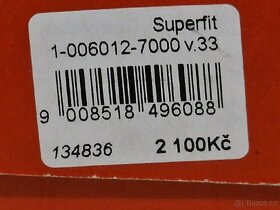 Superfit
1-006012-7000 v.33
9 008518 496088
134836 2 100Kč
Bazos.cz